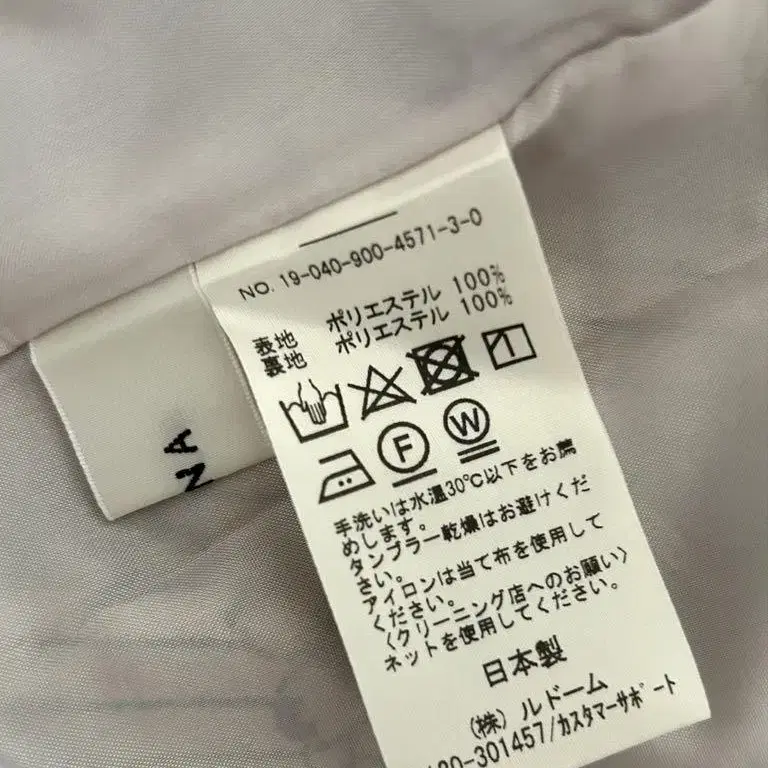 NO. 19-040-900-4571-3-0
表地 ポリエステル 100%
裏地 ポリエステル 100%
F W
手洗いは水温30℃以下をお薦
めします。
タンブラー乾燥はお避けくだ
さい。
アイロンは当て布を使用して
ください。
〈クリーニング店へのお願い〉
ネットを使用してください。
日本製
(株) ルドーム
20-301457/カスタマーサポート
NA